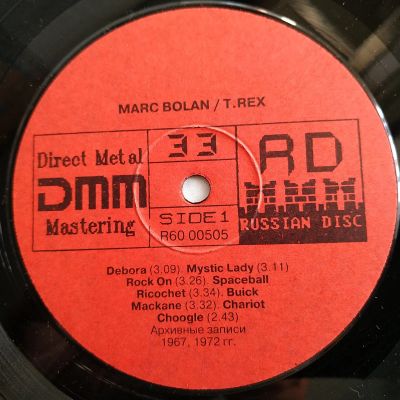 MARC BOLAN / T.REX
Direct Metal
DMM
Mastering
33
SIDE 1
R60 00505
RD
RUSSIAN DISC
Debora (3.09). Mystic Lady (3.11)
Rock On (3.26). Spaceball
Ricochet (3.34). Buick
Mackane (3.32). Chariot
Choogle (2.43)
Архивные записи
1967, 1972 гг.